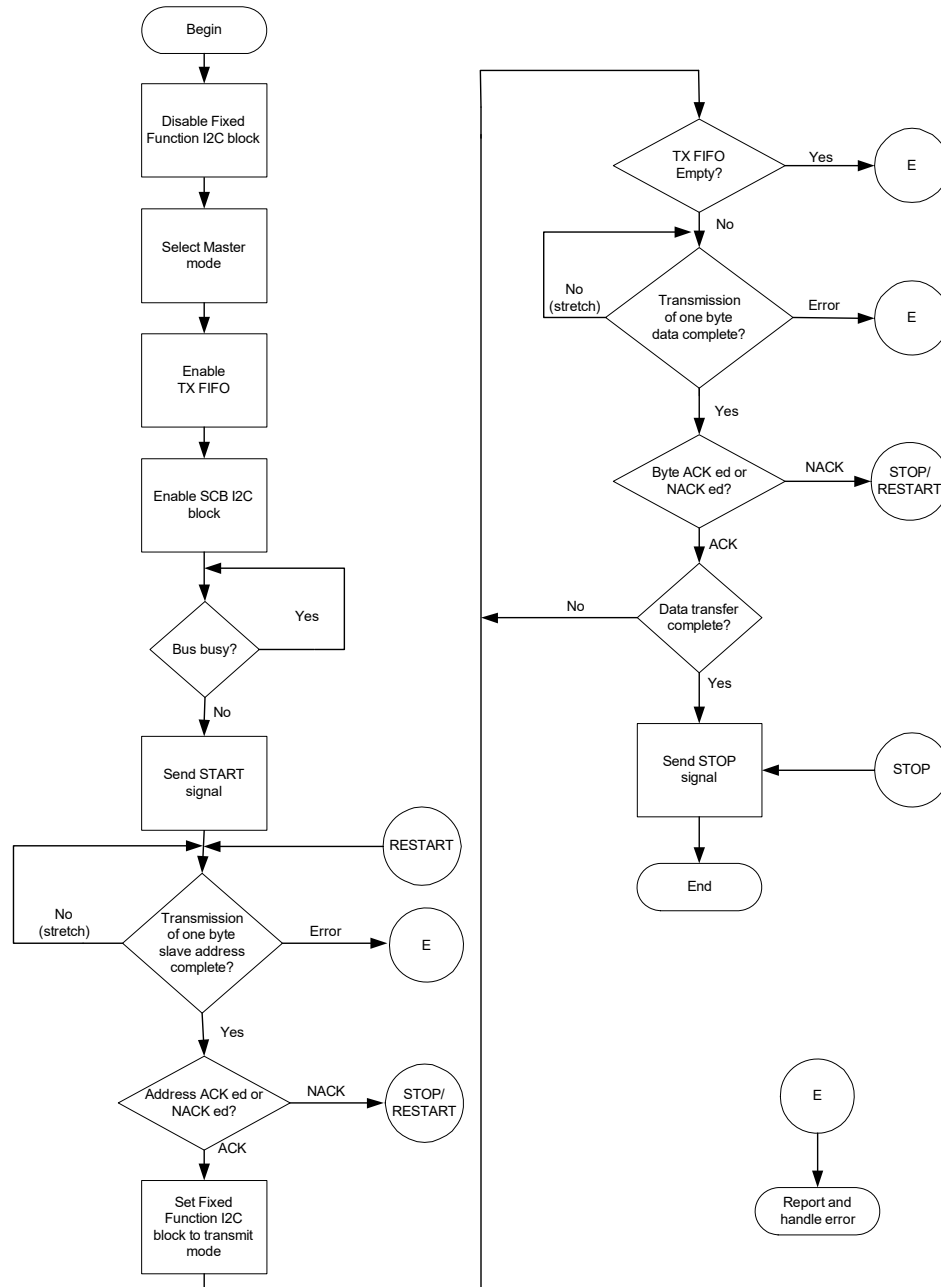 Begin
Disable Fixed
Function I2C block
Select Master
mode
Enable
TX FIFO
Enable SCB I2C
block
Yes
Bus busy?
No
Send START
signal
RESTART
No
(stretch)
Transmission
of one byte
slave address
complete?
Error
E
Yes
Address ACK ed or
NACK ed?
NACK
STOP/
RESTART
ACK
Set Fixed
Function I2C
block to transmit
mode
TX FIFO
Empty?
Yes
E
No
No
(stretch)
Transmission
of one byte
data complete?
Error
E
Yes
Byte ACK ed or
NACK ed?
NACK
STOP/
RESTART
ACK
No
Data transfer
complete?
Yes
Send STOP
signal
STOP
End
E
Report and
handle error